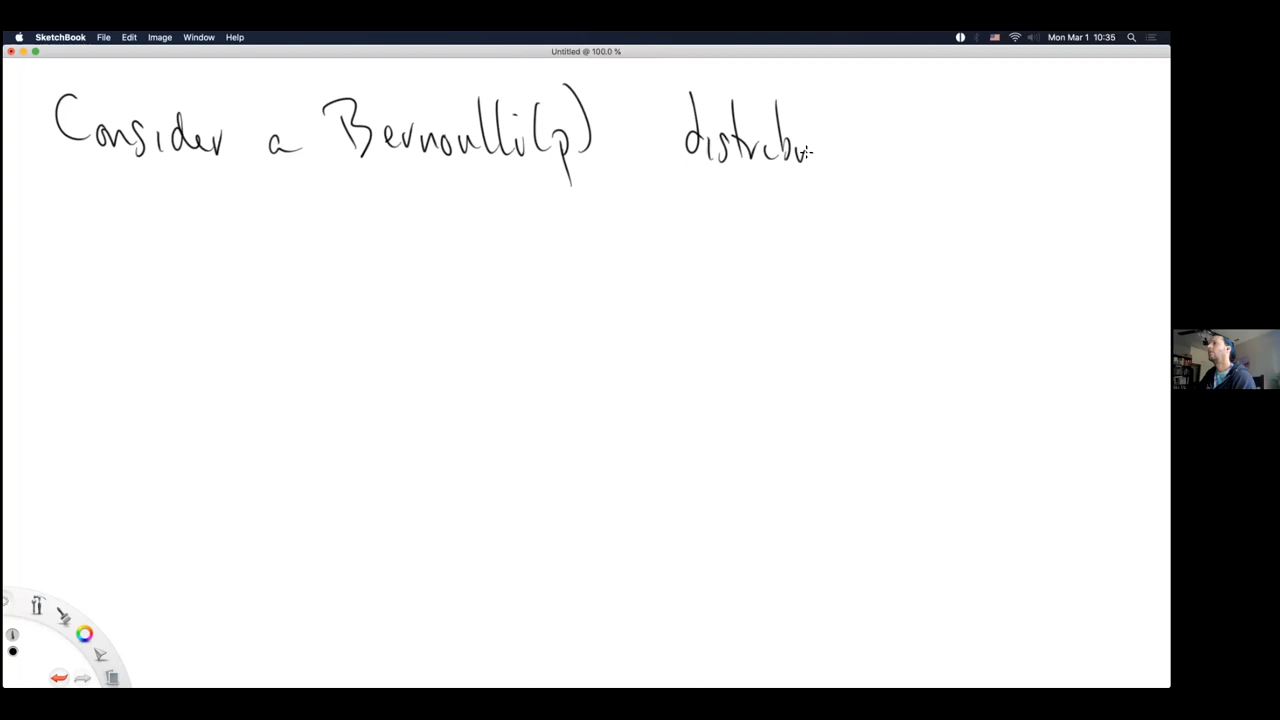 SketchBook File Edit Image Window Help Mon Mar 1 10:35
Untitled @ 100.0 %
Consider a Bernoulli(p) distribu